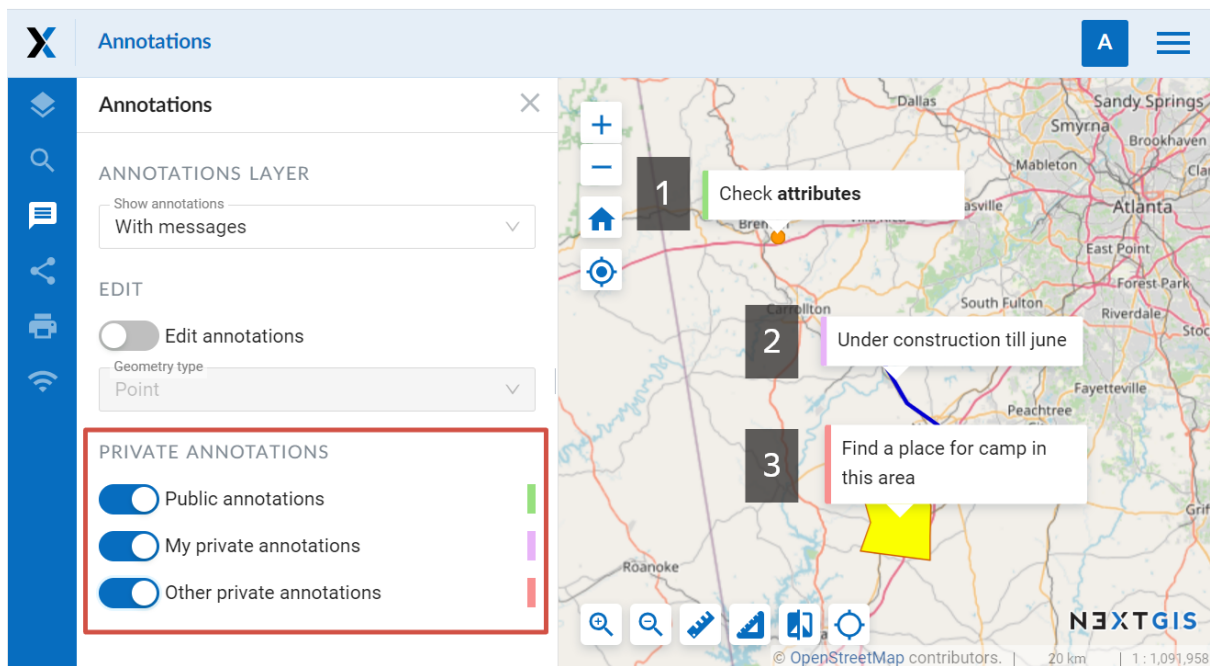 Annotations
A
Annotations
ANNOTATIONS LAYER
Show annotations
With messages
EDIT
Edit annotations
Geometry type
Point
PRIVATE ANNOTATIONS
Public annotations
My private annotations
Other private annotations
Dallas
Sandy Springs
Smyrna
Brookhaven
Mableton
1
Check attributes
Atlanta
East Point
Forest Park
South Fulton
Riverdale
2
Under construction till june
Fayetteville
Peachtree
3
Find a place for camp in
this area
Roanoke
NEXTGIS
© OpenStreetMap contributors. | 20 km | 1 : 1,091,958